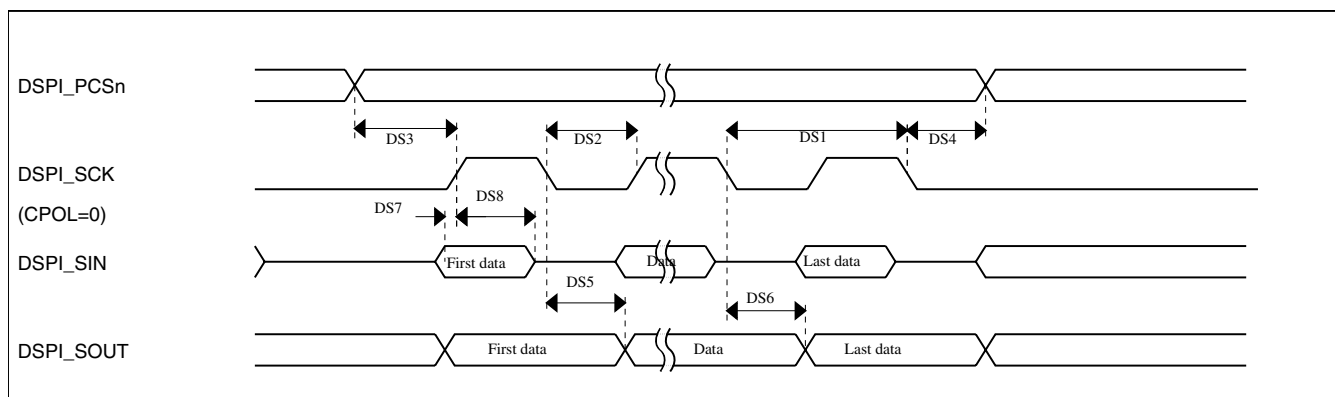 DSPI_PCSn
DS3
DS2
DS1
DS4
DSPI_SCK
(CPOL=0)
DS7
DS8
DSPI_SIN
First data
Data
Last data
DS5
DS6
DSPI_SOUT
First data
Data
Last data